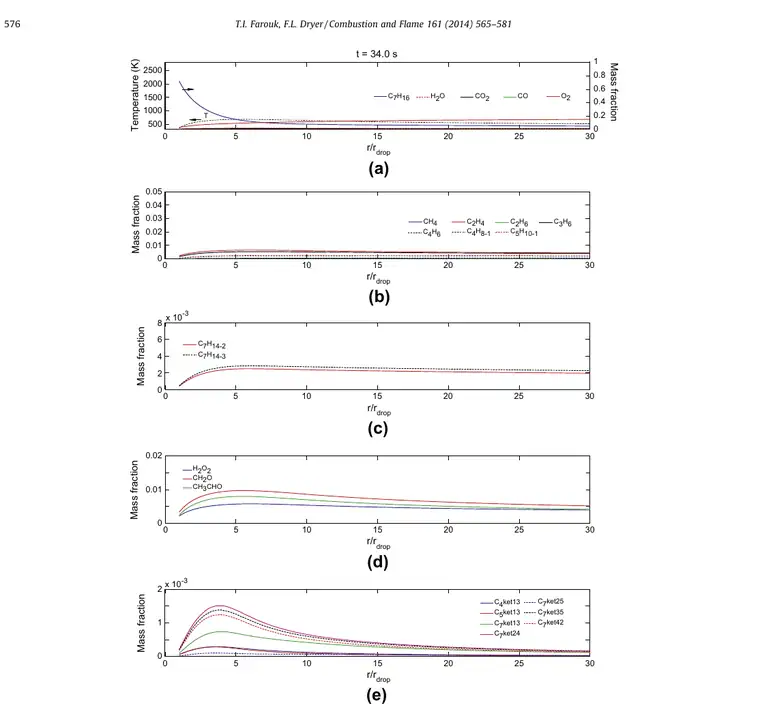 576 T.I. Farouk, F.L. Dryer / Combustion and Flame 161 (2014) 565–581
t = 34.0 s
Temperature (K)
2500
2000
1500
1000
500
T
C7H16 H2O CO2 CO O2
1
0.8
0.6
0.4
0.2
0
Mass fraction
0 5 10 15 20 25 30
r/rdrop
(a)
Mass fraction
0.05
0.04
0.03
0.02
0.01
0
CH4 C2H4 C2H6 C3H6
C4H6 C4H8-1 C5H10-1
0 5 10 15 20 25 30
r/rdrop
(b)
x 10-3
Mass fraction
8
6
4
2
0
C7H14-2
C7H14-3
0 5 10 15 20 25 30
r/rdrop
(c)
Mass fraction
0.02
0.01
0
H2O2
CH2O
CH3CHO
0 5 10 15 20 25 30
r/rdrop
(d)
x 10-3
Mass fraction
2
1
0
C4ket13 C7ket25
C5ket13 C7ket35
C7ket13 C7ket42
C7ket24
0 5 10 15 20 25 30
r/rdrop
(e)